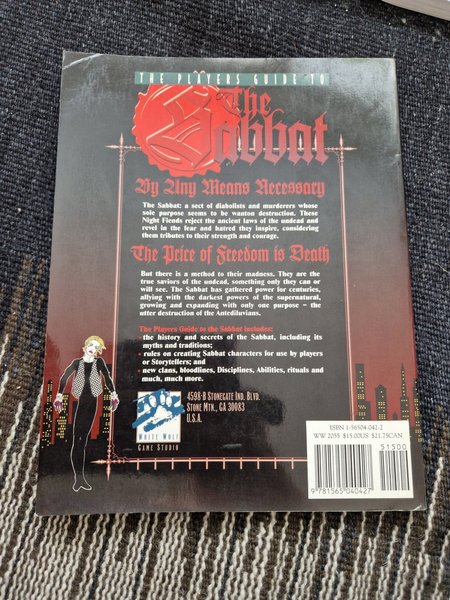 THE PLAYERS GUIDE TO
The
Sabbat
By Any Means Necessary
The Sabbat: a sect of diabolists and murderers whose
sole purpose seems to be wanton destruction. These
Night Fiends reject the ancient laws of the undead and
revel in the fear and hatred they inspire, considering
them tributes to their strength and courage.
The Price of Freedom is Death
But there is a method to their madness. They are the
true saviors of the undead, something only they can or
will see. The Sabbat has gathered power for centuries,
allying with the darkest powers of the supernatural,
growing and expanding with only one purpose – the
utter destruction of the Antediluvians.
The Players Guide to the Sabbat includes:
• the history and secrets of the Sabbat, including its
myths and traditions;
• rules on creating Sabbat characters for use by players
or Storytellers; and
• new clans, bloodlines, Disciplines, Abilities, rituals and
much, much more.
4598-B STONEGATE IND. BLVD.
STONE MTN., GA 30083
U.S.A.
WHITE WOLF
GAME STUDIO
ISBN 1-56504-042-2
WW 2055 $15.00US $21.75CAN
51500
9 781565 040427